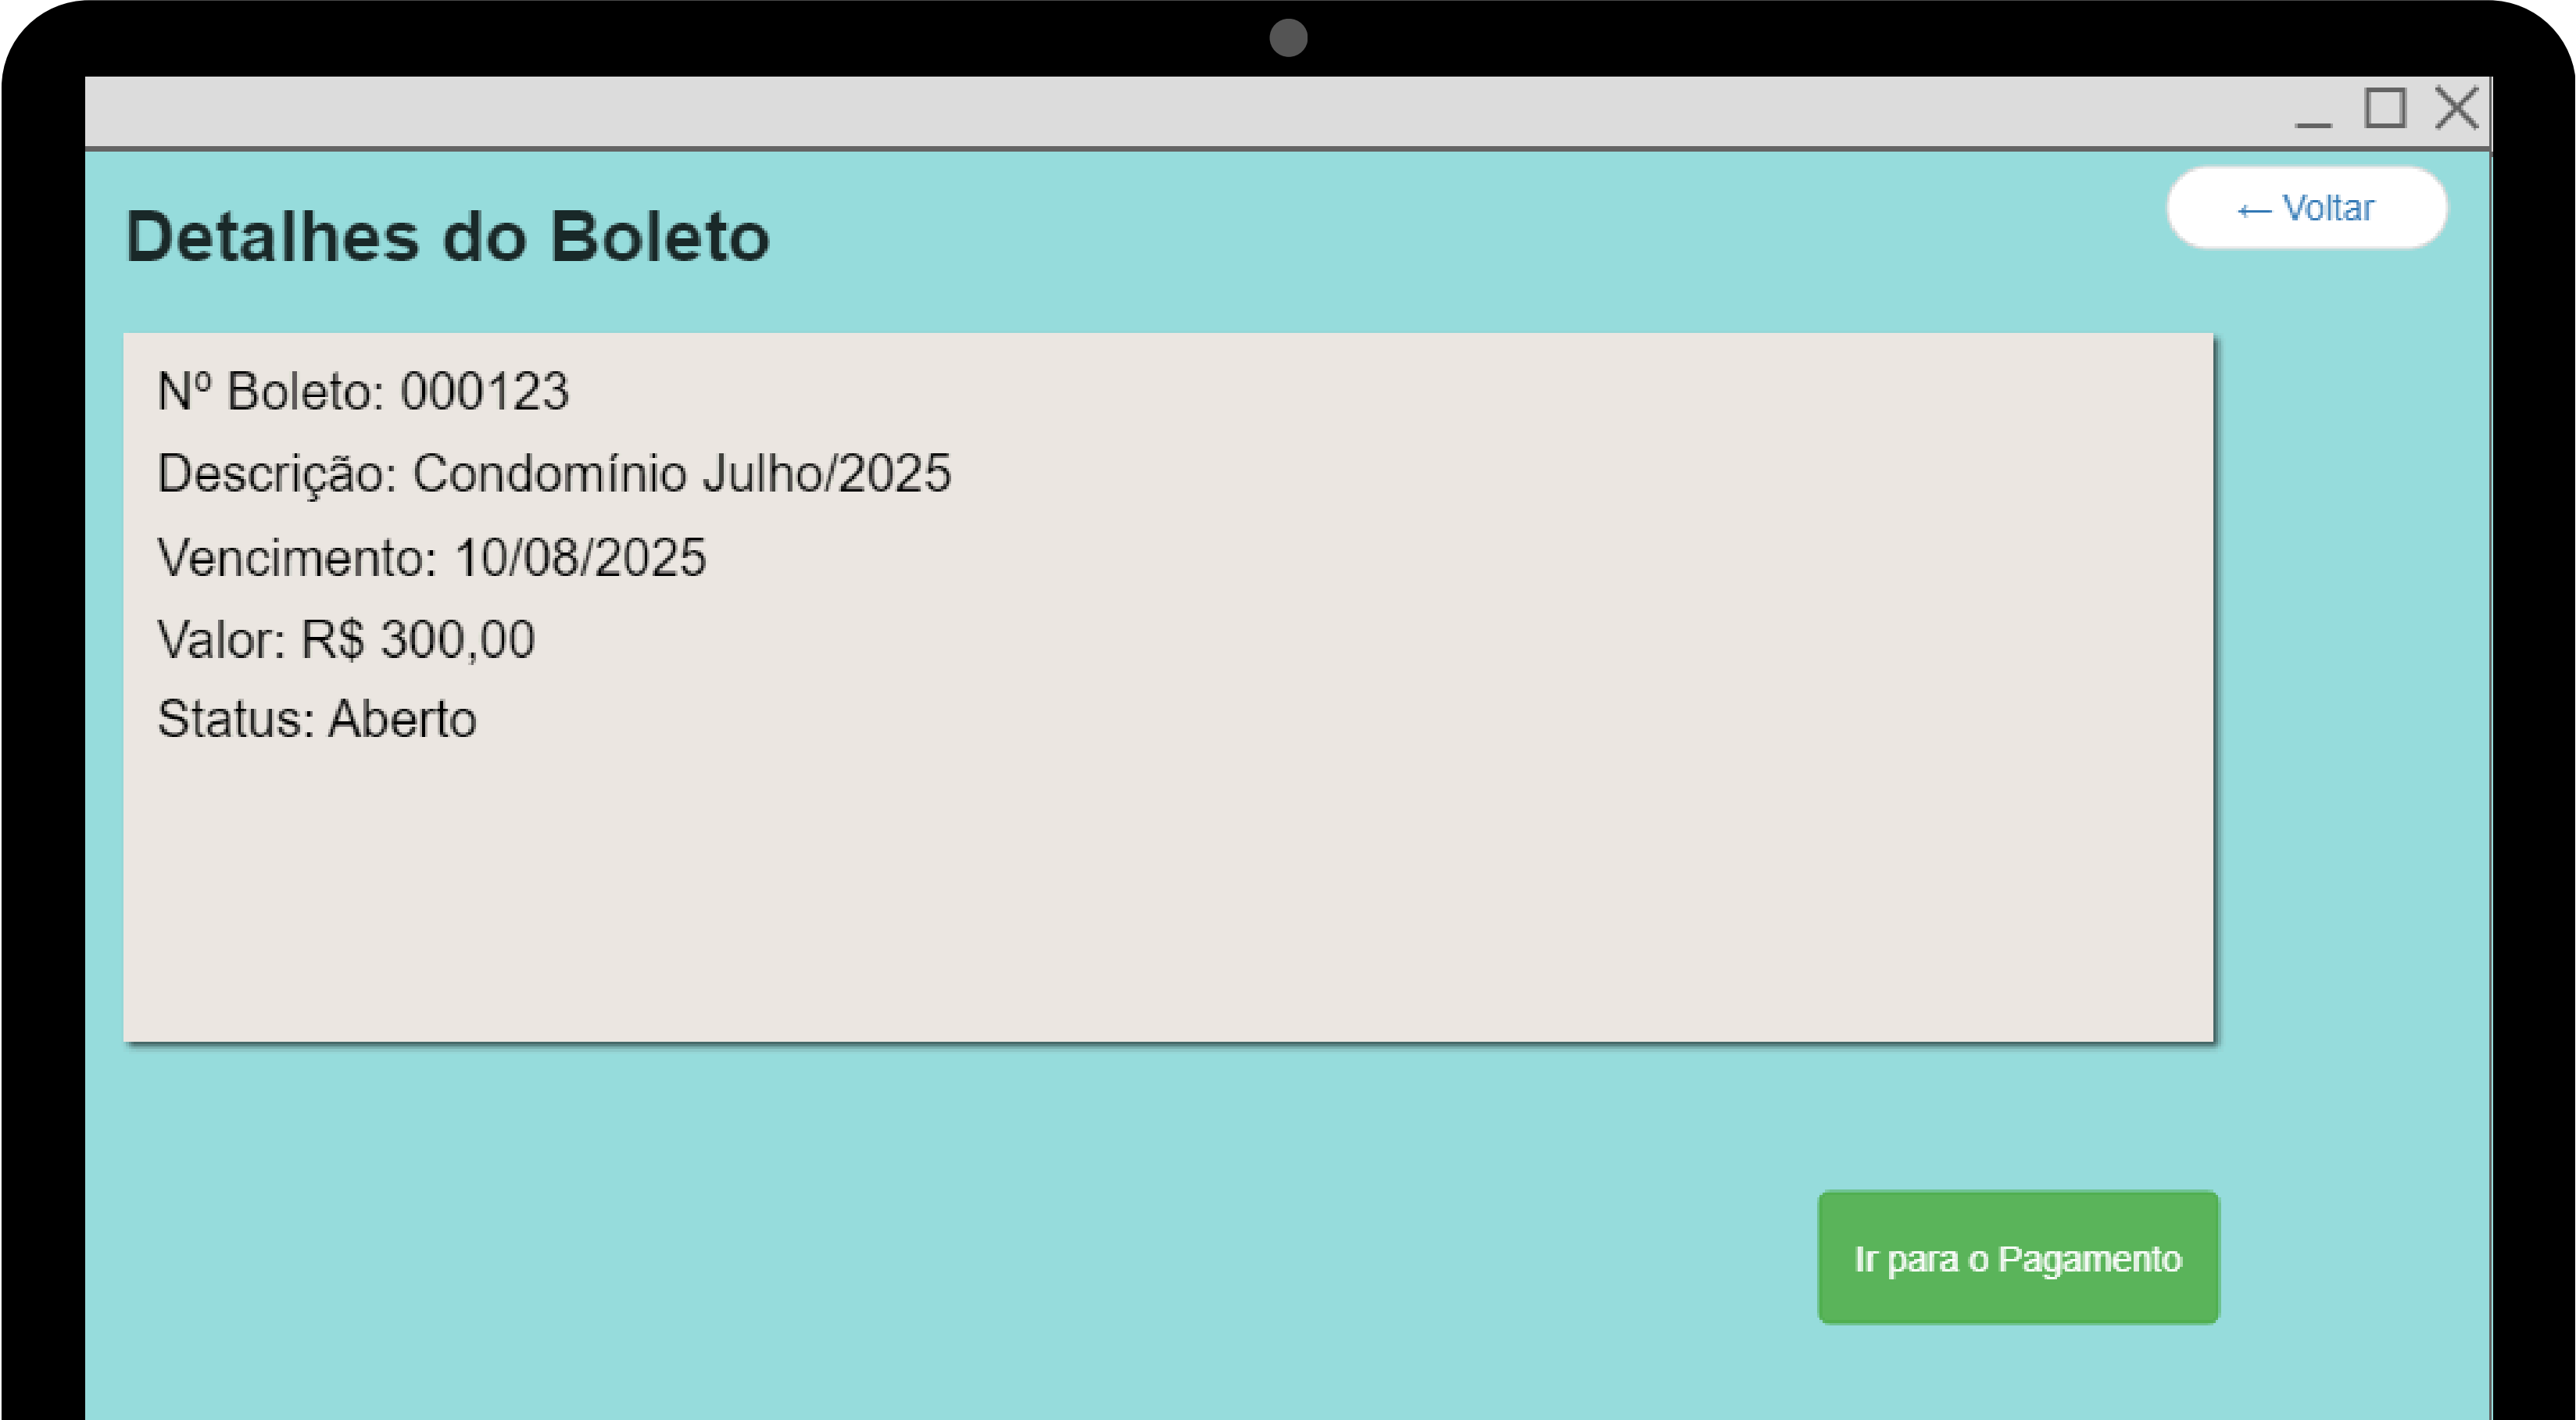 ← Voltar
Detalhes do Boleto
Nº Boleto: 000123
Descrição: Condomínio Julho/2025
Vencimento: 10/08/2025
Valor: R$ 300,00
Status: Aberto
Ir para o Pagamento